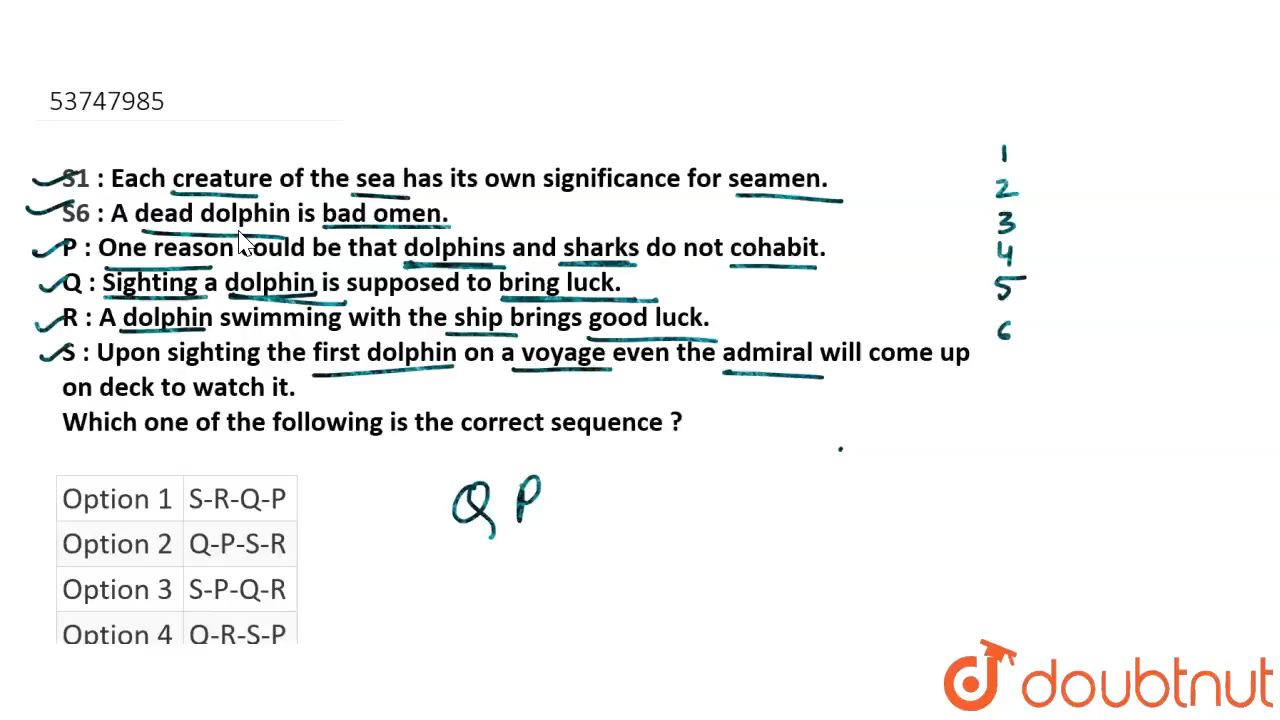 53747985
S1 : Each creature of the sea has its own significance for seamen.
S6 : A dead dolphin is bad omen.
P : One reason could be that dolphins and sharks do not cohabit.
Q : Sighting a dolphin is supposed to bring luck.
R : A dolphin swimming with the ship brings good luck.
S : Upon sighting the first dolphin on a voyage even the admiral will come up
on deck to watch it.
Which one of the following is the correct sequence ?
Option 1 S-R-Q-P
Option 2 Q-P-S-R
Option 3 S-P-Q-R
Option 4 Q-R-S-P
Q P
1
2
3
4
5
6
doubtnut